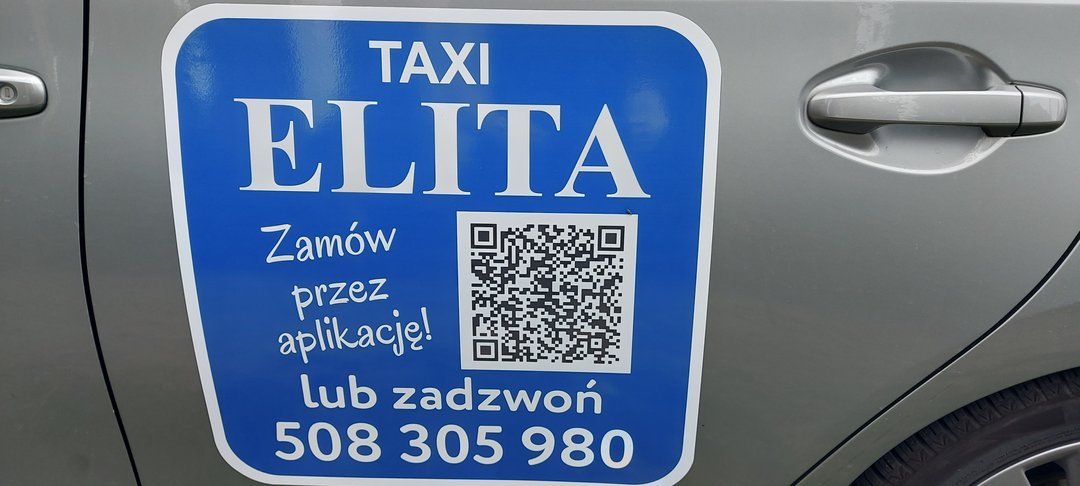 TAXI
ELITA
Zamów
przez
aplikację!
lub zadzwoń
508 305 980